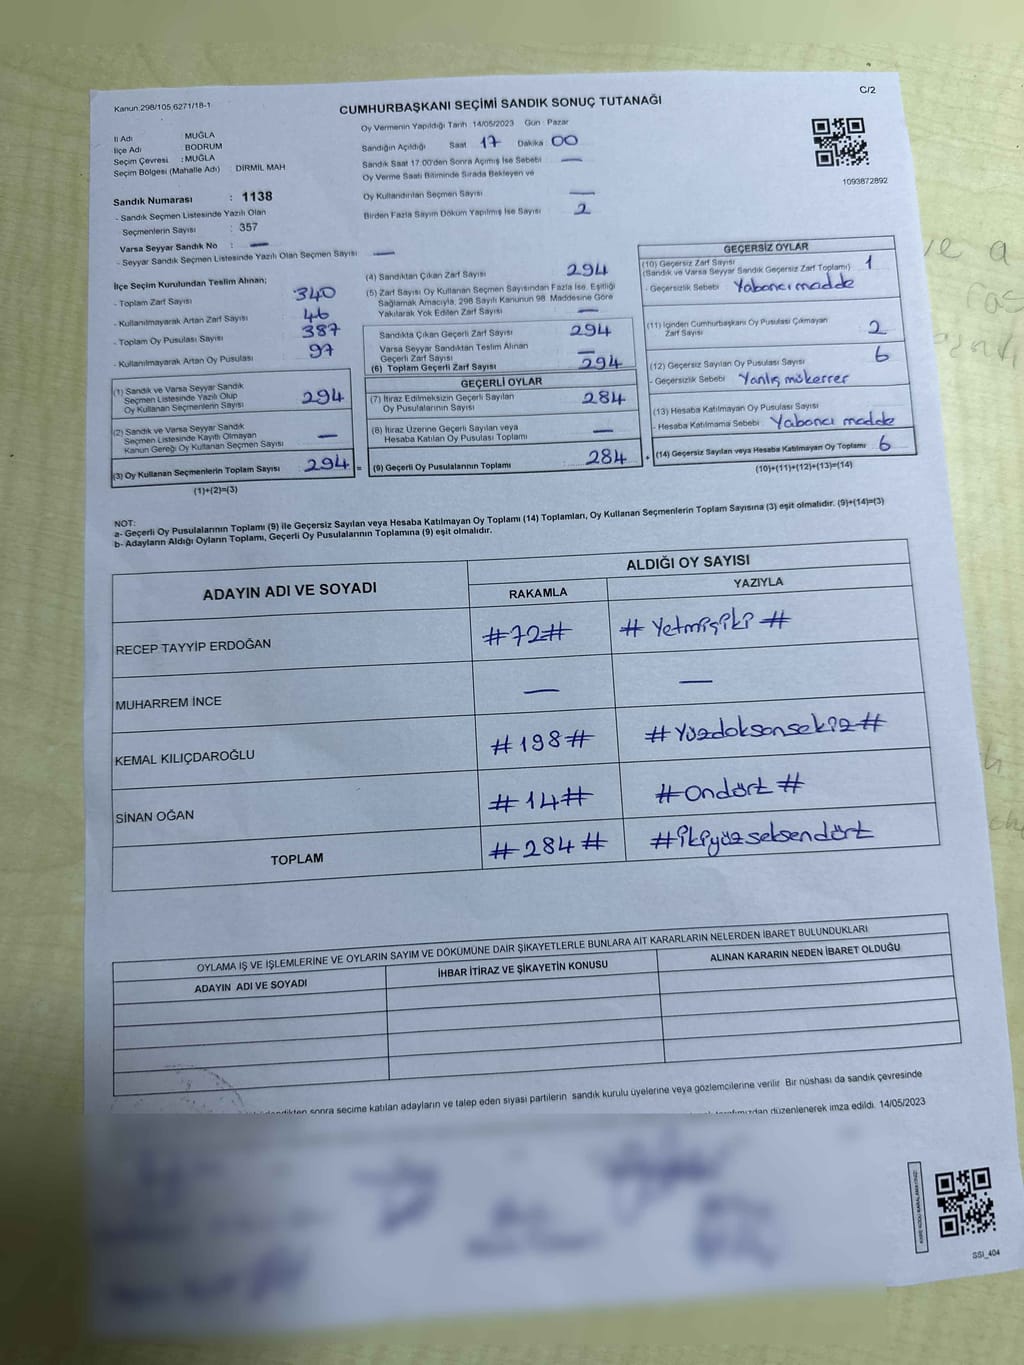 Kanun.298/105,6271/18-1
CUMHURBAŞKANI SEÇİMİ SANDIK SONUÇ TUTANAĞI
C/2
İl Adı MUĞLA
İlçe Adı BODRUM
Seçim Çevresi : MUĞLA
Seçim Bölgesi (Mahalle Adı) : DİRMİL MAH
Oy Vermenin Yapıldığı Tarih 14/05/2023 Gün : Pazar
Sandığın Açıldığı Saat 17 Dakika 00
Sandık Saat 17.00'den Sonra Açımış İse Sebebi —
Oy Verme Saati Bitiminde Sırada Bekleyen ve
Oy Kullandırılan Seçmen Sayısı —
Birden Fazla Sayım Döküm Yapılmış İse Sayısı 2
1093872892
Sandık Numarası : 1138
- Sandık Seçmen Listesinde Yazılı Olan
Seçmenlerin Sayısı : 357
Varsa Seyyar Sandık No : —
- Seyyar Sandık Seçmen Listesinde Yazılı Olan Seçmen Sayısı —
İlçe Seçim Kurulundan Teslim Alınan;
- Toplam Zarf Sayısı 340
- Kullanılmayarak Artan Zarf Sayısı 46
- Toplam Oy Pusulası Sayısı 387
- Kullanılmayarak Artan Oy Pusulası 97
(1) Sandık ve Varsa Seyyar Sandık
Seçmen Listesinde Yazılı Olup
Oy Kullanan Seçmenlerin Sayısı 294
(2) Sandık ve Varsa Seyyar Sandık
Seçmen Listesinde Kayıtlı Olmayan
Kanun Gereği Oy Kullanan Seçmen Sayısı —
(3) Oy Kullanan Seçmenlerin Toplam Sayısı : 294 =
(1)+(2)=(3)
(4) Sandıktan Çıkan Zarf Sayısı 294
(5) Zarf Sayısı Oy Kullanan Seçmen Sayısından Fazla İse, Eşitliği
Sağlamak Amacıyla, 298 Sayılı Kanunun 98. Maddesine Göre
Yakılarak Yok Edilen Zarf Sayısı —
Sandıkta Çıkan Geçerli Zarf Sayısı 294
Varsa Seyyar Sandıktan Teslim Alınan
Geçerli Zarf Sayısı —
(6) Toplam Geçerli Zarf Sayısı 294
GEÇERLİ OYLAR
(7) İtiraz Edilmeksizin Geçerli Sayılan
Oy Pusulalarının Sayısı 284
(8) İtiraz Üzerine Geçerli Sayılan veya
Hesaba Katılan Oy Pusulası Toplamı —
(9) Geçerli Oy Pusulalarının Toplamı 284 +
GEÇERSİZ OYLAR
(10) Geçersiz Zarf Sayısı 1
(Sandık ve Varsa Seyyar Sandık Geçersiz Zarf Toplamı)
- Geçersizlik Sebebi Yabancı madde
(11) İçinden Cumhurbaşkanı Oy Pusulası Çıkmayan
Zarf Sayısı 2
(12) Geçersiz Sayılan Oy Pusulası Sayısı 6
- Geçersizlik Sebebi Yanlış mükerrer
(13) Hesaba Katılmayan Oy Pusulası Sayısı
- Hesaba Katılmama Sebebi Yabancı madde
(14) Geçersiz Sayılan veya Hesaba Katılmayan Oy Toplamı 6
(10)+(11)+(12)+(13)=(14)
NOT:
a- Geçerli Oy Pusulalarının Toplamı (9) ile Geçersiz Sayılan veya Hesaba Katılmayan Oy Toplamı (14) Toplamları, Oy Kullanan Seçmenlerin Toplam Sayısına (3) eşit olmalıdır. (9)+(14)=(3)
b- Adayların Aldığı Oyların Toplamı, Geçerli Oy Pusulalarının Toplamına (9) eşit olmalıdır.
ADAYIN ADI VE SOYADI
ALDIĞI OY SAYISI
RAKAMLA YAZIYLA
RECEP TAYYİP ERDOĞAN #72# # Yetmişiki #
MUHARREM İNCE — —
KEMAL KILIÇDAROĞLU #198# #Yüzdoksansekiz#
SİNAN OĞAN #14# #Ondört #
TOPLAM #284# #ikiyüzseksendört
OYLAMA İŞ VE İŞLEMLERİNE VE OYLARIN SAYIM VE DÖKÜMÜNE DAİR ŞİKAYETLERLE BUNLARA AİT KARARLARIN NELERDEN İBARET BULUNDUKLARI
ADAYIN ADI VE SOYADI İHBAR İTİRAZ VE ŞİKAYETİN KONUSU ALINAN KARARIN NEDEN İBARET OLDUĞU
sonra seçime katılan adayların ve talep eden siyasi partilerin sandık kurulu üyelerine veya gözlemcilerine verilir. Bir nüshası da sandık çevresinde
düzenlenerek imza edildi. 14/05/2023
SSİ_404